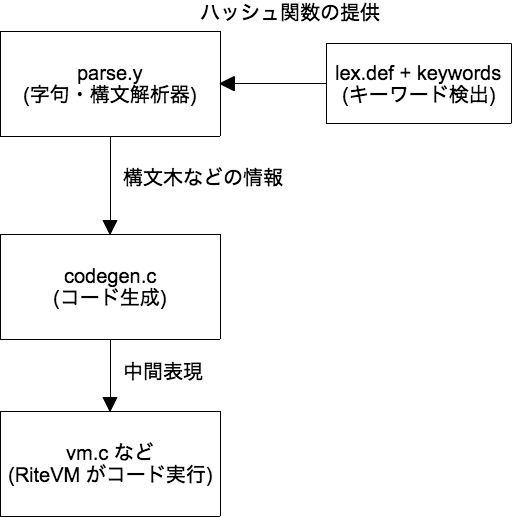 ハッシュ関数の提供
parse.y
(字句・構文解析器)
lex.def + keywords
(キーワード検出)
構文木などの情報
codegen.c
(コード生成)
中間表現
vm.c など
(RiteVM がコード実行)